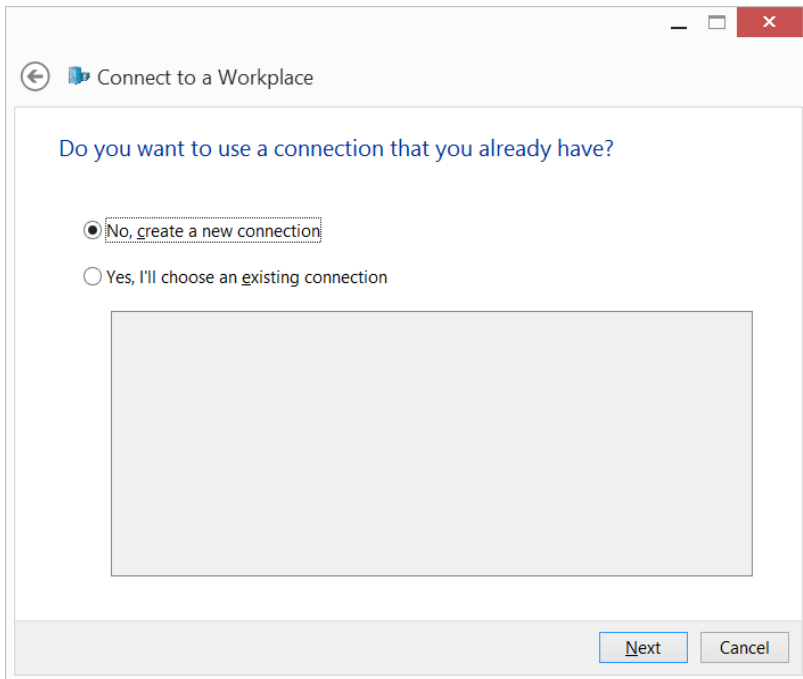 Connect to a Workplace
Do you want to use a connection that you already have?
No, create a new connection
Yes, I'll choose an existing connection
Next
Cancel